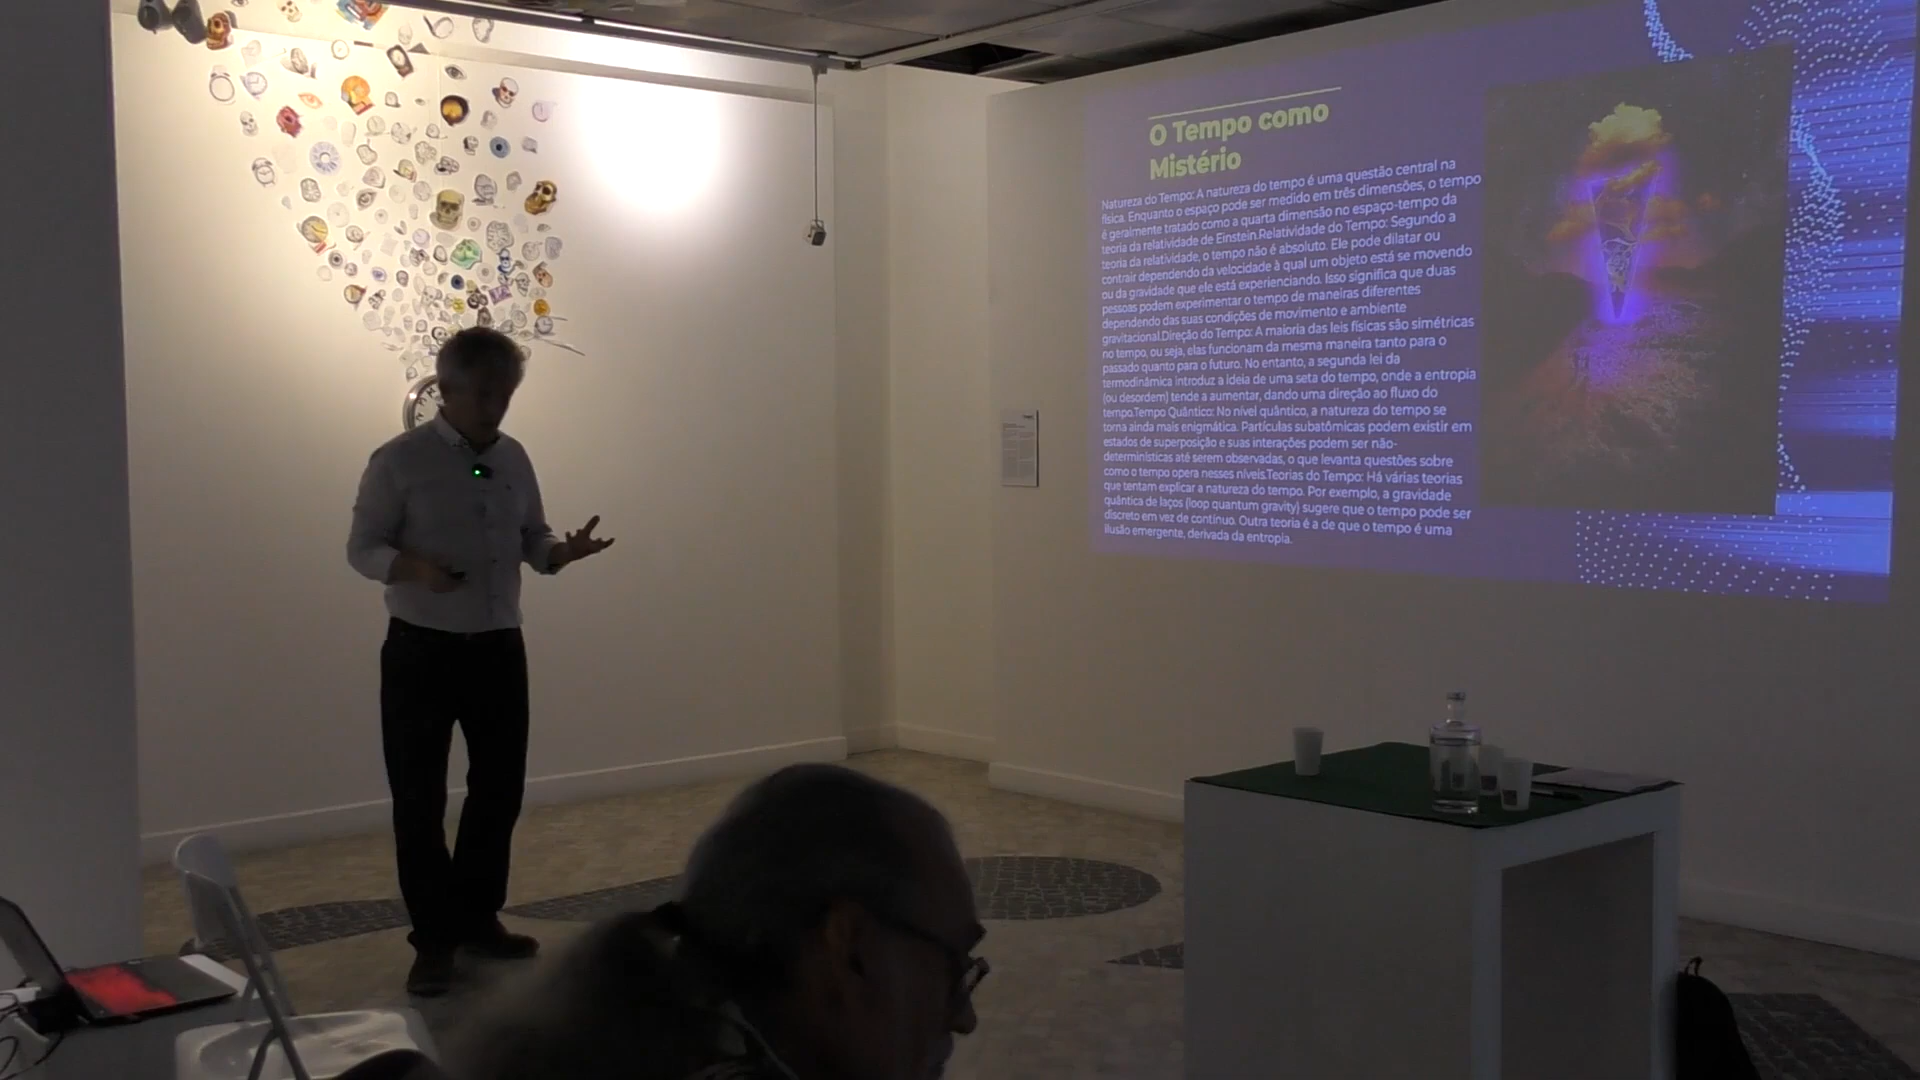 O Tempo como
Mistério
Natureza do Tempo: A natureza do tempo é uma questão central na
física. Enquanto o espaço pode ser medido em três dimensões, o tempo
é geralmente tratado como a quarta dimensão no espaço-tempo da
teoria da relatividade de Einstein.Relatividade do Tempo: Segundo a
teoria da relatividade, o tempo não é absoluto. Ele pode dilatar ou
contrair dependendo da velocidade à qual um objeto está se movendo
ou da gravidade que ele está experienciando. Isso significa que duas
pessoas podem experimentar o tempo de maneiras diferentes
dependendo das suas condições de movimento e ambiente
gravitacional.Direção do Tempo: A maioria das leis físicas são simétricas
no tempo, ou seja, elas funcionam da mesma maneira tanto para o
passado quanto para o futuro. No entanto, a segunda lei da
termodinâmica introduz a ideia de uma seta do tempo, onde a entropia
(ou desordem) tende a aumentar, dando uma direção ao fluxo do
tempo.Tempo Quântico: No nível quântico, a natureza do tempo se
torna ainda mais enigmática. Partículas subatômicas podem existir em
estados de superposição e suas interações podem ser não-
determinísticas até serem observadas, o que levanta questões sobre
como o tempo opera nesses níveis.Teorias do Tempo: Há várias teorias
que tentam explicar a natureza do tempo. Por exemplo, a gravidade
quântica de laços (loop quantum gravity) sugere que o tempo pode ser
discreto em vez de contínuo. Outra teoria é a de que o tempo é uma
ilusão emergente, derivada da entropia.